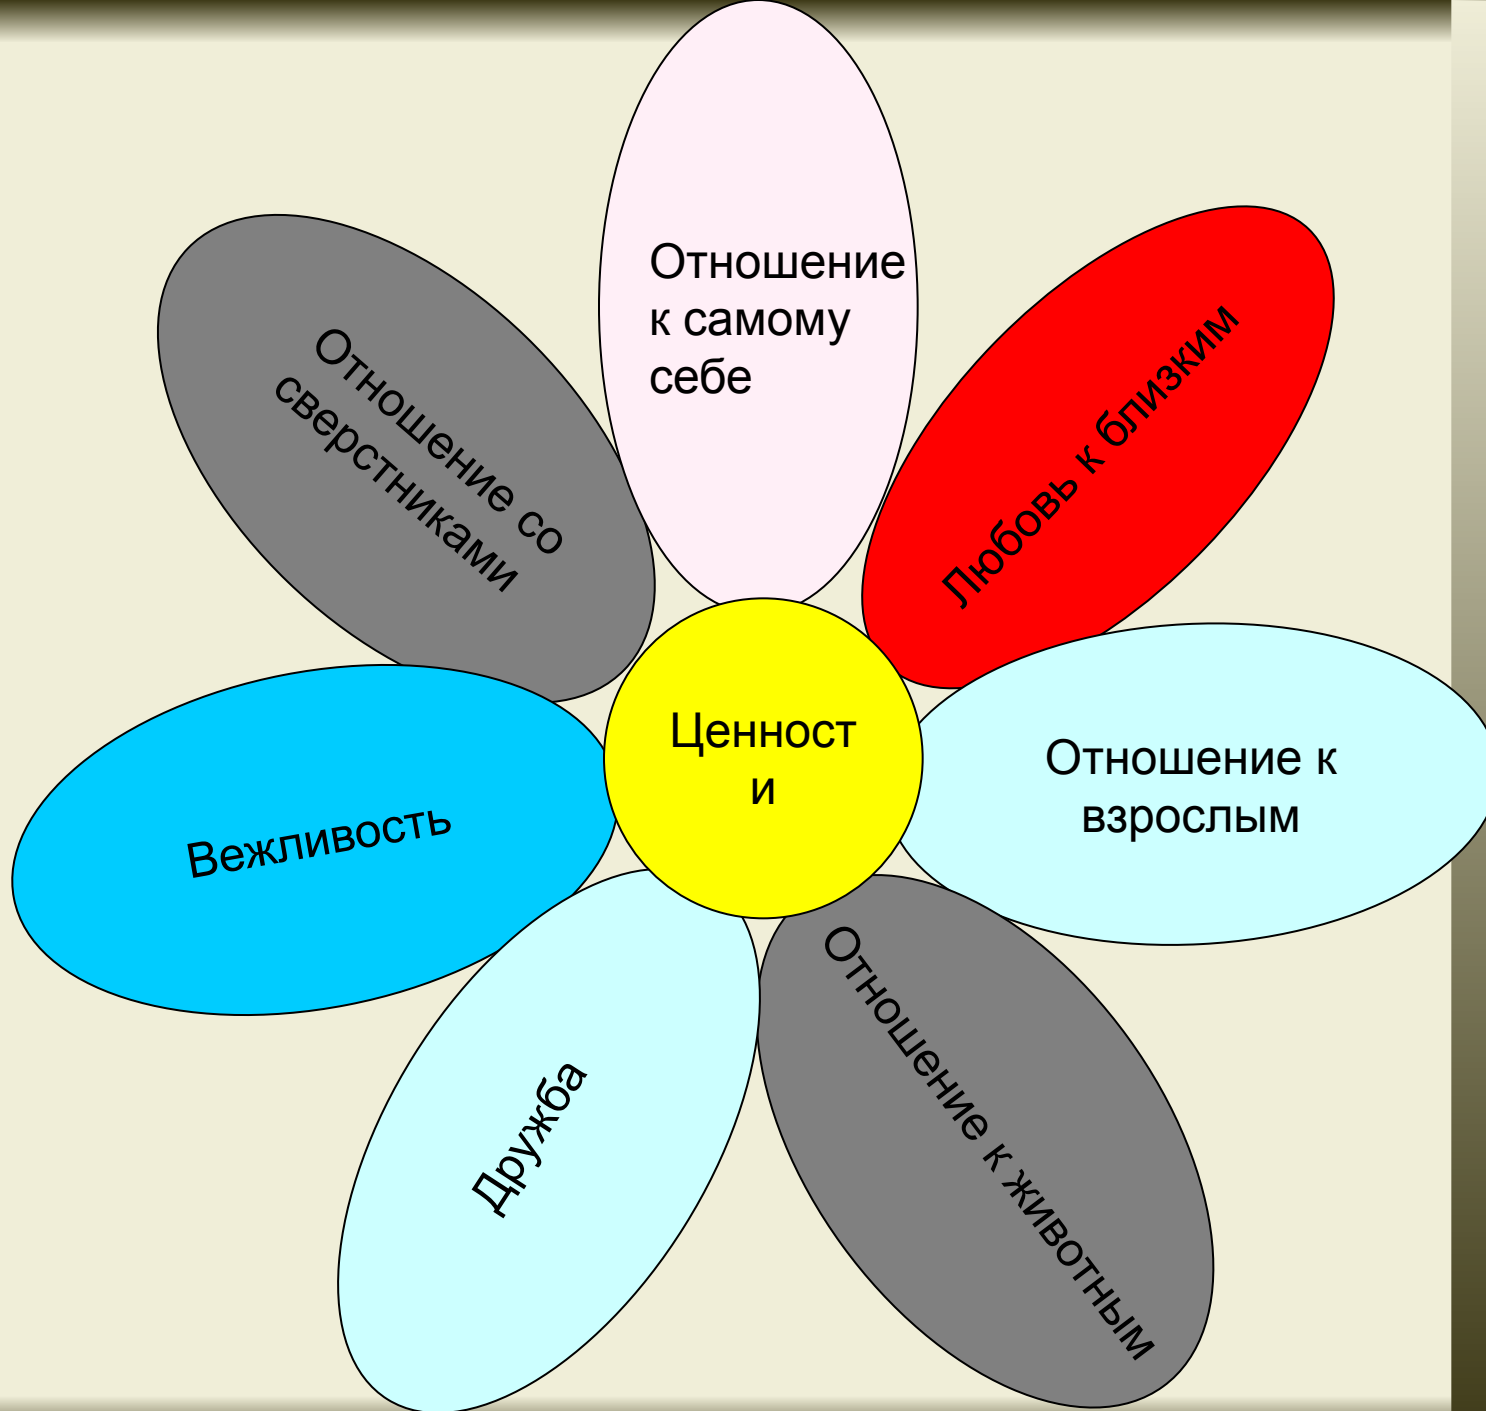 Отношение
к самому
себе
Любовь к близким
Отношение к
взрослым
Отношение к животным
Дружба
Вежливость
Отношение со
сверстниками
Ценност
и